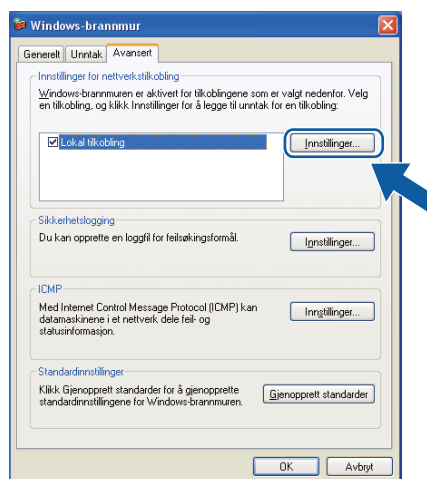 Windows-brannmur
Generelt Unntak Avansert
Innstillinger for nettverkstilkobling
Windows-brannmuren er aktivert for tilkoblingene som er valgt nedenfor. Velg
en tilkobling, og klikk Innstillinger for å legge til unntak for en tilkobling:
Lokal tilkobling
Innstillinger...
Sikkerhetslogging
Du kan opprette en loggfil for feilsøkingsformål.
Innstillinger...
ICMP
Med Internet Control Message Protocol (ICMP) kan
datamaskinene i et nettverk dele feil- og
statusinformasjon.
Innstillinger...
Standardinnstillinger
Klikk Gjenopprett standarder for å gjenopprette
standardinnstillingene for Windows-brannmuren.
Gjenopprett standarder
OK Avbryt